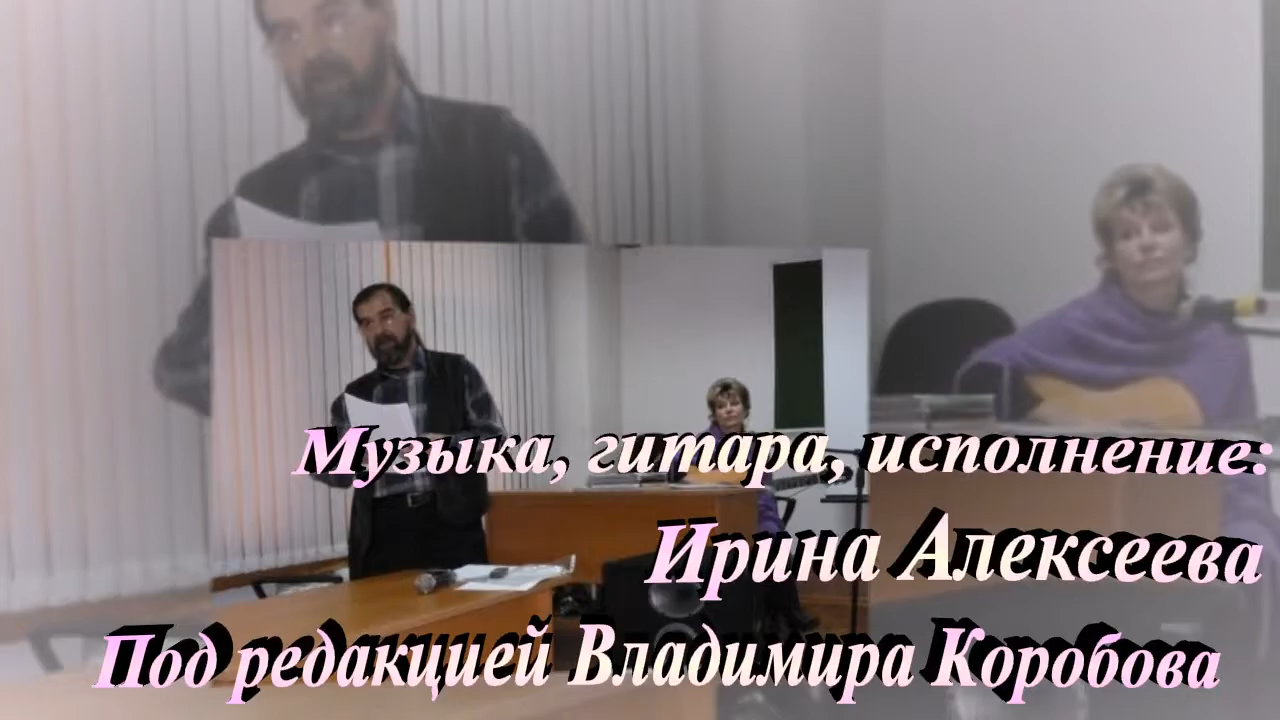 Музыка, гитара, исполнение:
Ирина Алексеева
Под редакцией Владимира Коробова